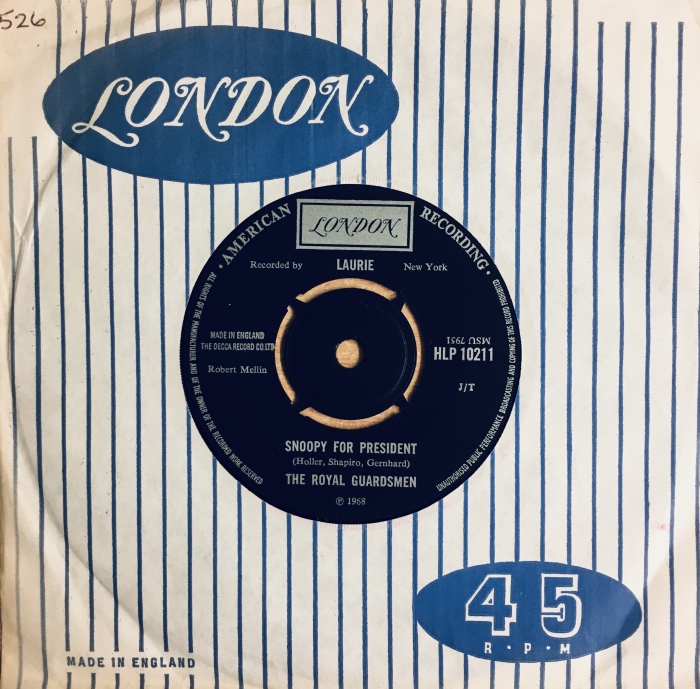 526
LONDON
AMERICAN RECORDING
LONDON
Recorded by LAURIE New York
ALL RIGHTS OF THE MANUFACTURER AND OF THE OWNER OF THE RECORDED WORK RESERVED
UNAUTHORISED PUBLIC PERFORMANCE BROADCASTING AND COPYING OF THIS RECORD PROHIBITED
MADE IN ENGLAND
THE DECCA RECORD CO. LTD
Robert Mellin
MSU 7951
HLP 10211
J/T
SNOOPY FOR PRESIDENT
(Holler, Shapiro, Gernhard)
THE ROYAL GUARDSMEN
℗ 1968
45
R·P·M
MADE IN ENGLAND